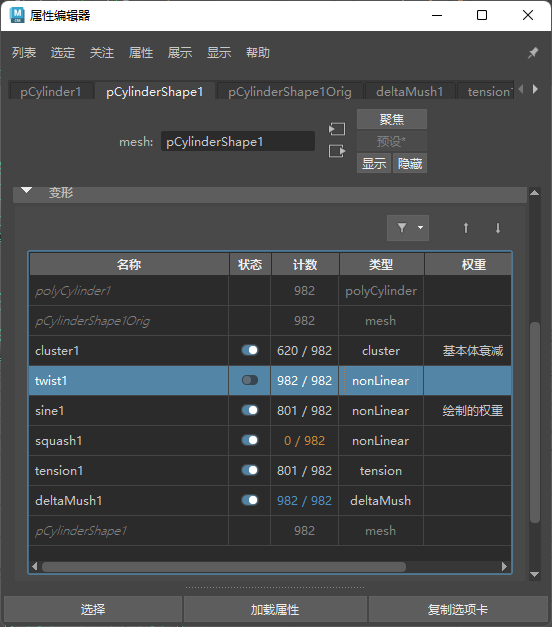 属性编辑器
列表 选定 关注 属性 展示 显示 帮助
pCylinder1 pCylinderShape1 pCylinderShape1Orig deltaMush1 tension
mesh: pCylinderShape1
聚焦
预设*
显示 隐藏
变形
名称 状态 计数 类型 权重
polyCylinder1 982 polyCylinder
pCylinderShape1Orig 982 mesh
cluster1 620 / 982 cluster 基本体衰减
twist1 982 / 982 nonLinear
sine1 801 / 982 nonLinear 绘制的权重
squash1 0 / 982 nonLinear
tension1 801 / 982 tension
deltaMush1 982 / 982 deltaMush
pCylinderShape1 982 mesh
选择 加载属性 复制选项卡